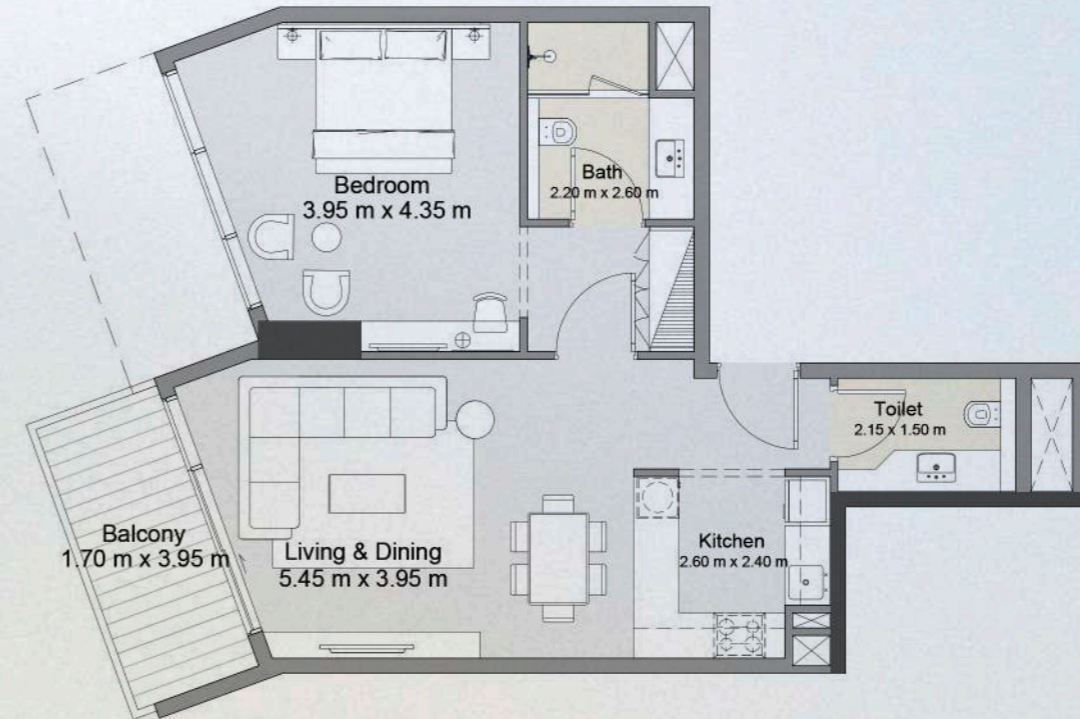 Bedroom
3.95 m x 4.35 m
Bath
2.20 m x 2.60 m
Toilet
2.15 x 1.50 m
Balcony
1.70 m x 3.95 m
Living & Dining
5.45 m x 3.95 m
Kitchen
2.60 m x 2.40 m